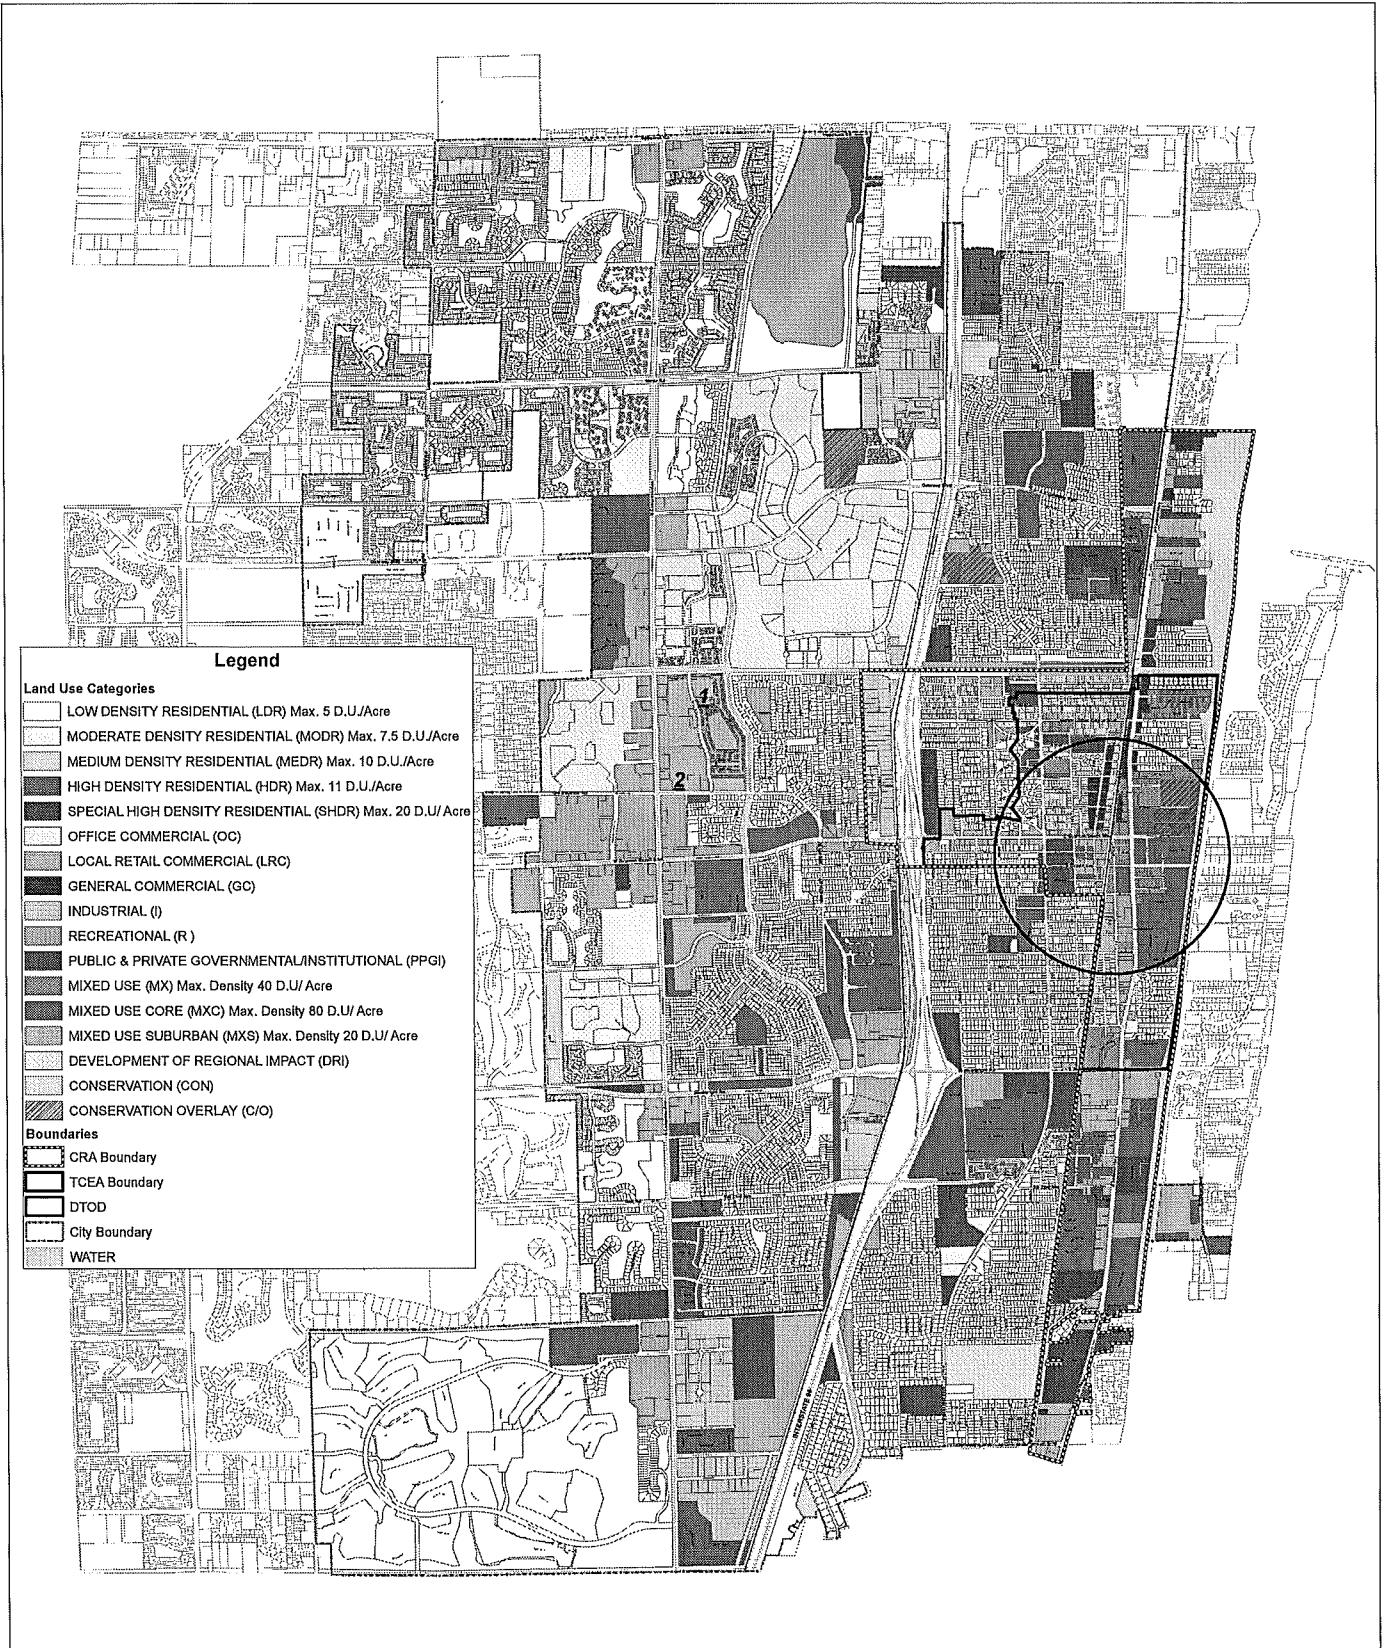 1
2
Legend
Land Use Categories
LOW DENSITY RESIDENTIAL (LDR) Max. 5 D.U./Acre
MODERATE DENSITY RESIDENTIAL (MODR) Max. 7.5 D.U./Acre
MEDIUM DENSITY RESIDENTIAL (MEDR) Max. 10 D.U./Acre
HIGH DENSITY RESIDENTIAL (HDR) Max. 11 D.U./Acre
SPECIAL HIGH DENSITY RESIDENTIAL (SHDR) Max. 20 D.U/ Acre
OFFICE COMMERCIAL (OC)
LOCAL RETAIL COMMERCIAL (LRC)
GENERAL COMMERCIAL (GC)
INDUSTRIAL (I)
RECREATIONAL (R )
PUBLIC & PRIVATE GOVERNMENTAL/INSTITUTIONAL (PPGI)
MIXED USE (MX) Max. Density 40 D.U/ Acre
MIXED USE CORE (MXC) Max. Density 80 D.U/ Acre
MIXED USE SUBURBAN (MXS) Max. Density 20 D.U/ Acre
DEVELOPMENT OF REGIONAL IMPACT (DRI)
CONSERVATION (CON)
CONSERVATION OVERLAY (C/O)
Boundaries
CRA Boundary
TCEA Boundary
DTOD
City Boundary
WATER
INTERSTATE 95